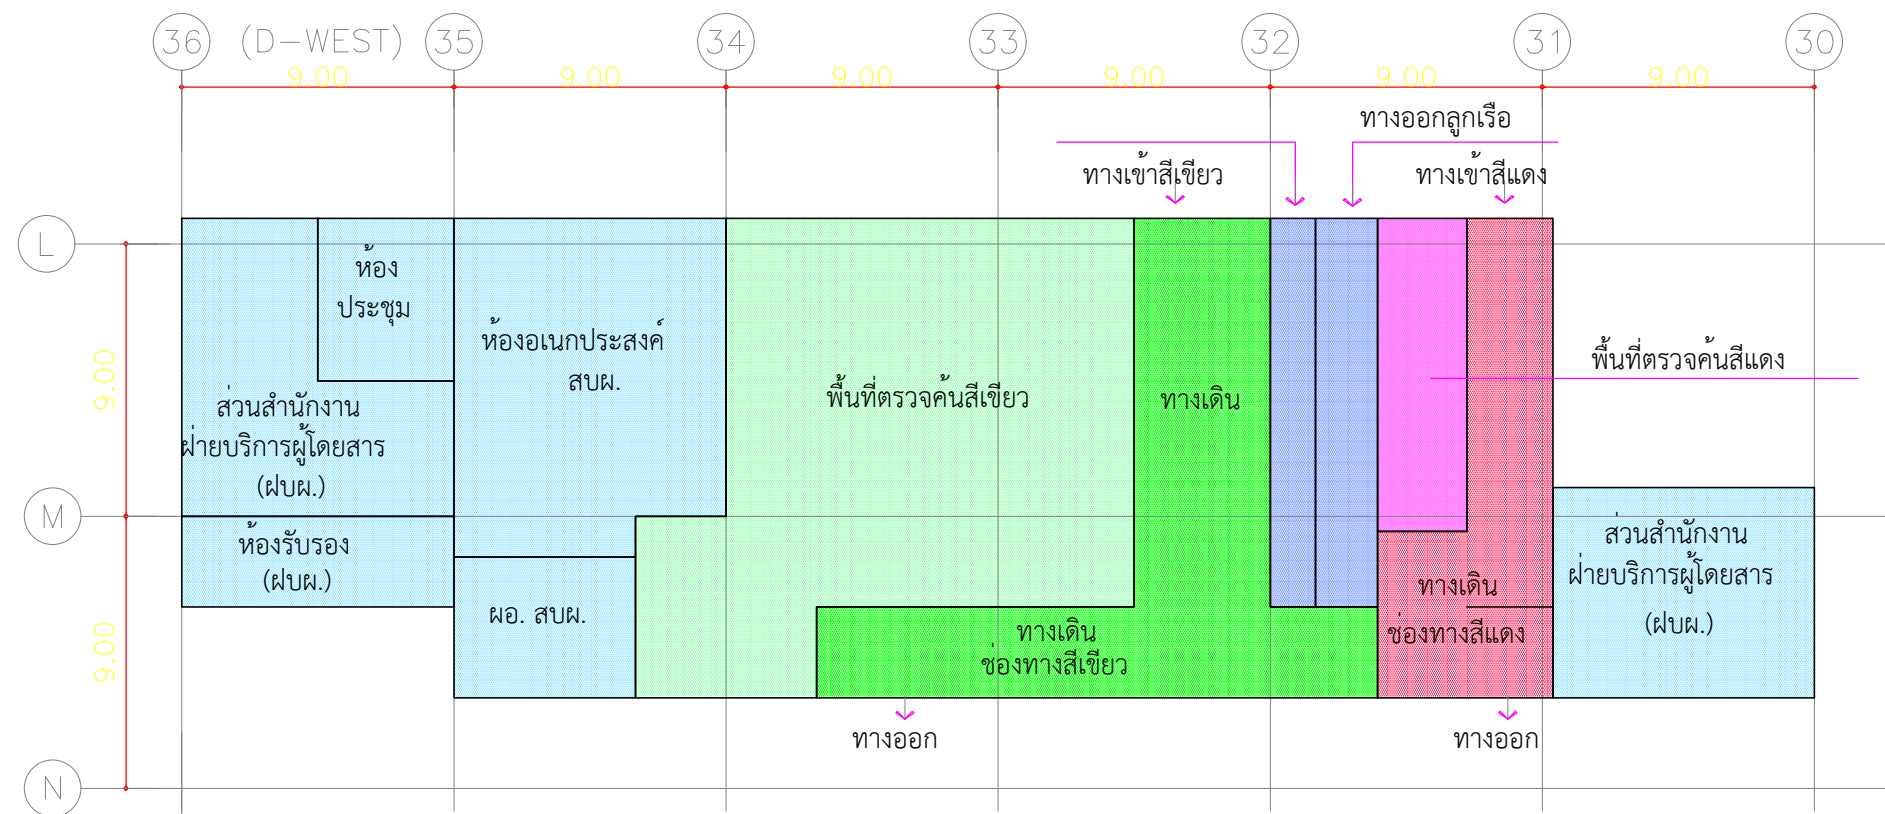 36 (D-WEST) 35 34 33 32 31 30
9.00 9.00 9.00 9.00 9.00 9.00
ทางออกลูกเรือ
ทางเข้าสีเขียว ทางเข้าสีแดง
L
ห้อง
ประชุม
ห้องอเนกประสงค์
สบผ.
9.00
พื้นที่ตรวจค้นสีแดง
พื้นที่ตรวจค้นสีเขียว
ทางเดิน
ส่วนสำนักงาน
ฝ่ายบริการผู้โดยสาร
(ฝบผ.)
M
ห้องรับรอง
(ฝบผ.)
ผอ. สบผ.
9.00
ทางเดิน
ช่องทางสีเขียว
ทางเดิน
ช่องทางสีแดง
ส่วนสำนักงาน
ฝ่ายบริการผู้โดยสาร
(ฝบผ.)
ทางออก ทางออก
N